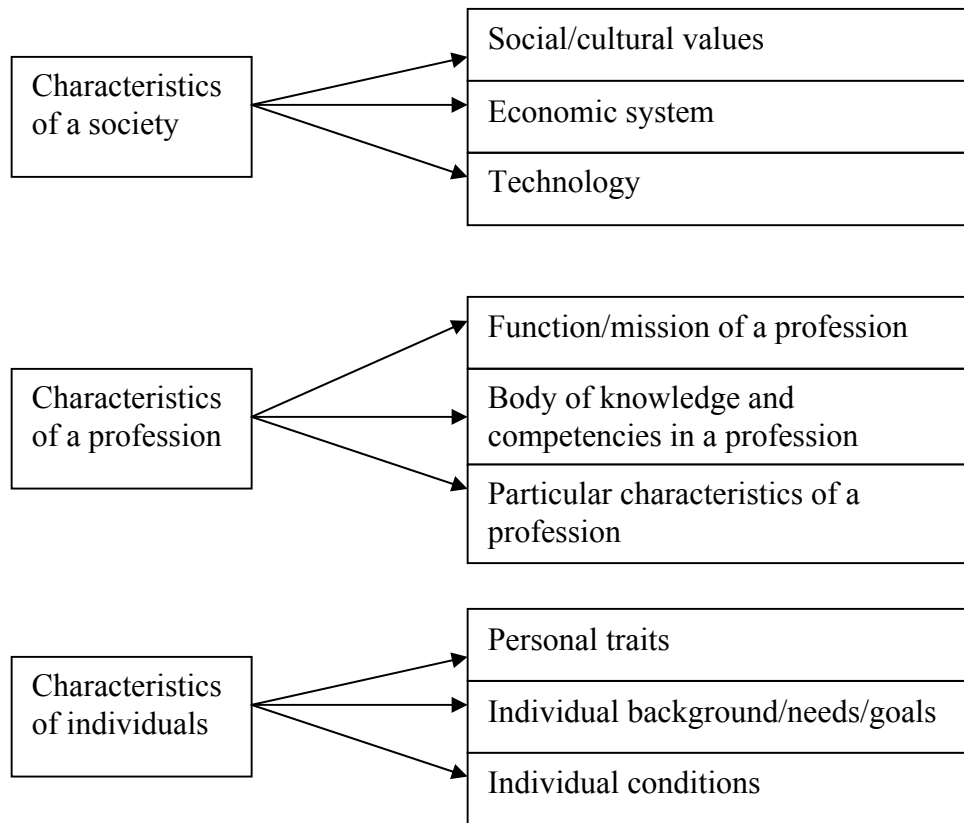 Characteristics
of a society
Social/cultural values
Economic system
Technology
Characteristics
of a profession
Function/mission of a profession
Body of knowledge and
competencies in a profession
Particular characteristics of a
profession
Characteristics
of individuals
Personal traits
Individual background/needs/goals
Individual conditions